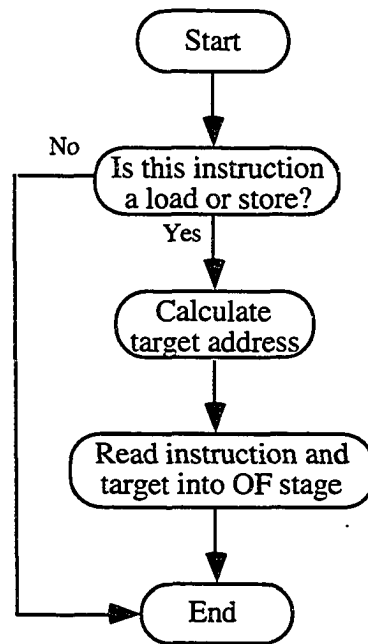 Start
No
Is this instruction
a load or store?
Yes
Calculate
target address
Read instruction and
target into OF stage
End